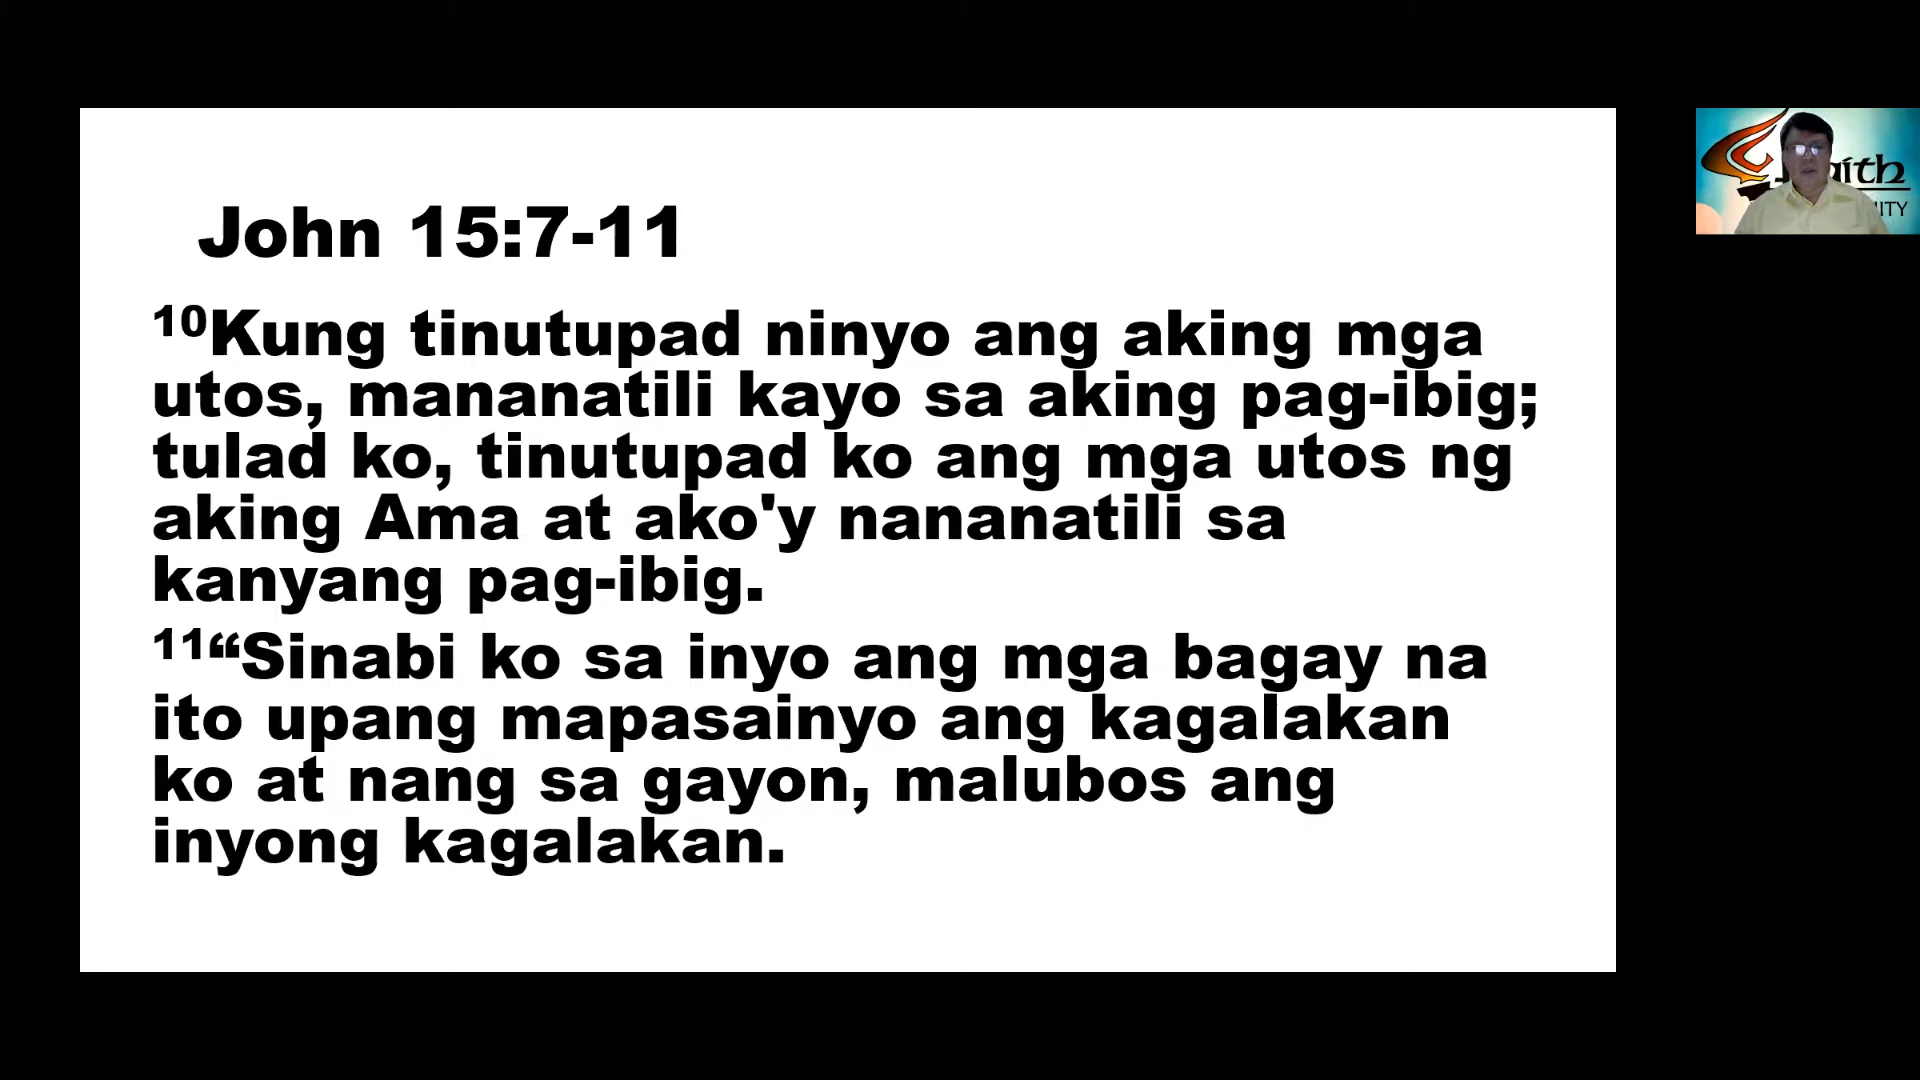 John 15:7-11
¹⁰Kung tinutupad ninyo ang aking mga
utos, mananatili kayo sa aking pag-ibig;
tulad ko, tinutupad ko ang mga utos ng
aking Ama at ako'y nananatili sa
kanyang pag-ibig.
¹¹“Sinabi ko sa inyo ang mga bagay na
ito upang mapasainyo ang kagalakan
ko at nang sa gayon, malubos ang
inyong kagalakan.